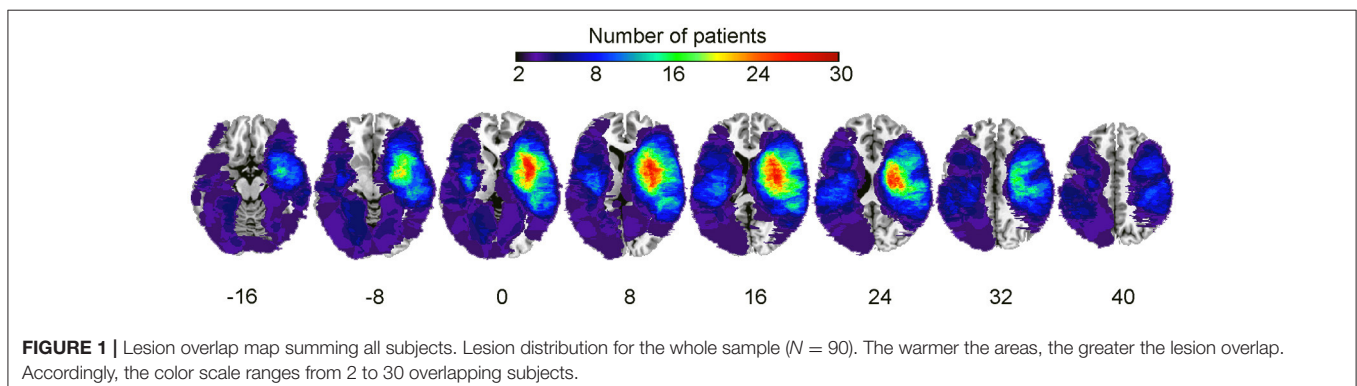 Number of patients
2 8 16 24 30
-16 -8 0 8 16 24 32 40
FIGURE 1 | Lesion overlap map summing all subjects. Lesion distribution for the whole sample (N = 90). The warmer the areas, the greater the lesion overlap.
Accordingly, the color scale ranges from 2 to 30 overlapping subjects.